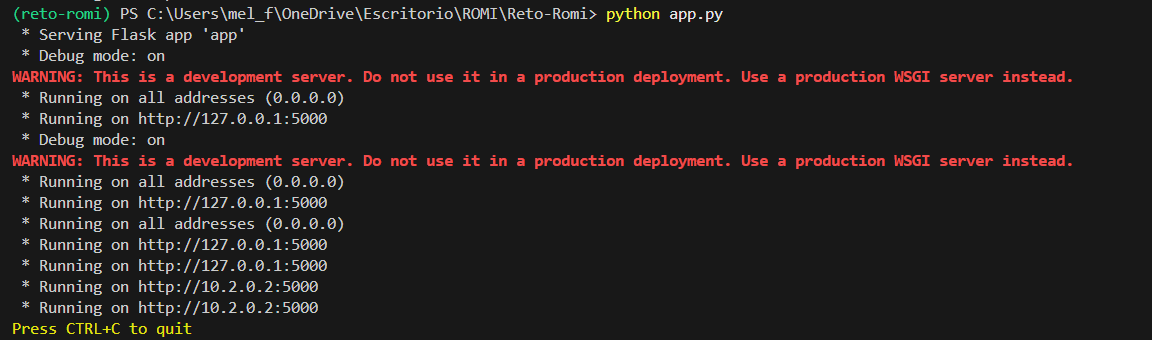 (reto-romi) PS C:\Users\mel_f\OneDrive\Escritorio\ROMI\Reto-Romi> python app.py
* Serving Flask app 'app'
* Debug mode: on
WARNING: This is a development server. Do not use it in a production deployment. Use a production WSGI server instead.
* Running on all addresses (0.0.0.0)
* Running on http://127.0.0.1:5000
* Debug mode: on
WARNING: This is a development server. Do not use it in a production deployment. Use a production WSGI server instead.
* Running on all addresses (0.0.0.0)
* Running on http://127.0.0.1:5000
* Running on all addresses (0.0.0.0)
* Running on http://127.0.0.1:5000
* Running on http://127.0.0.1:5000
* Running on http://10.2.0.2:5000
* Running on http://10.2.0.2:5000
Press CTRL+C to quit